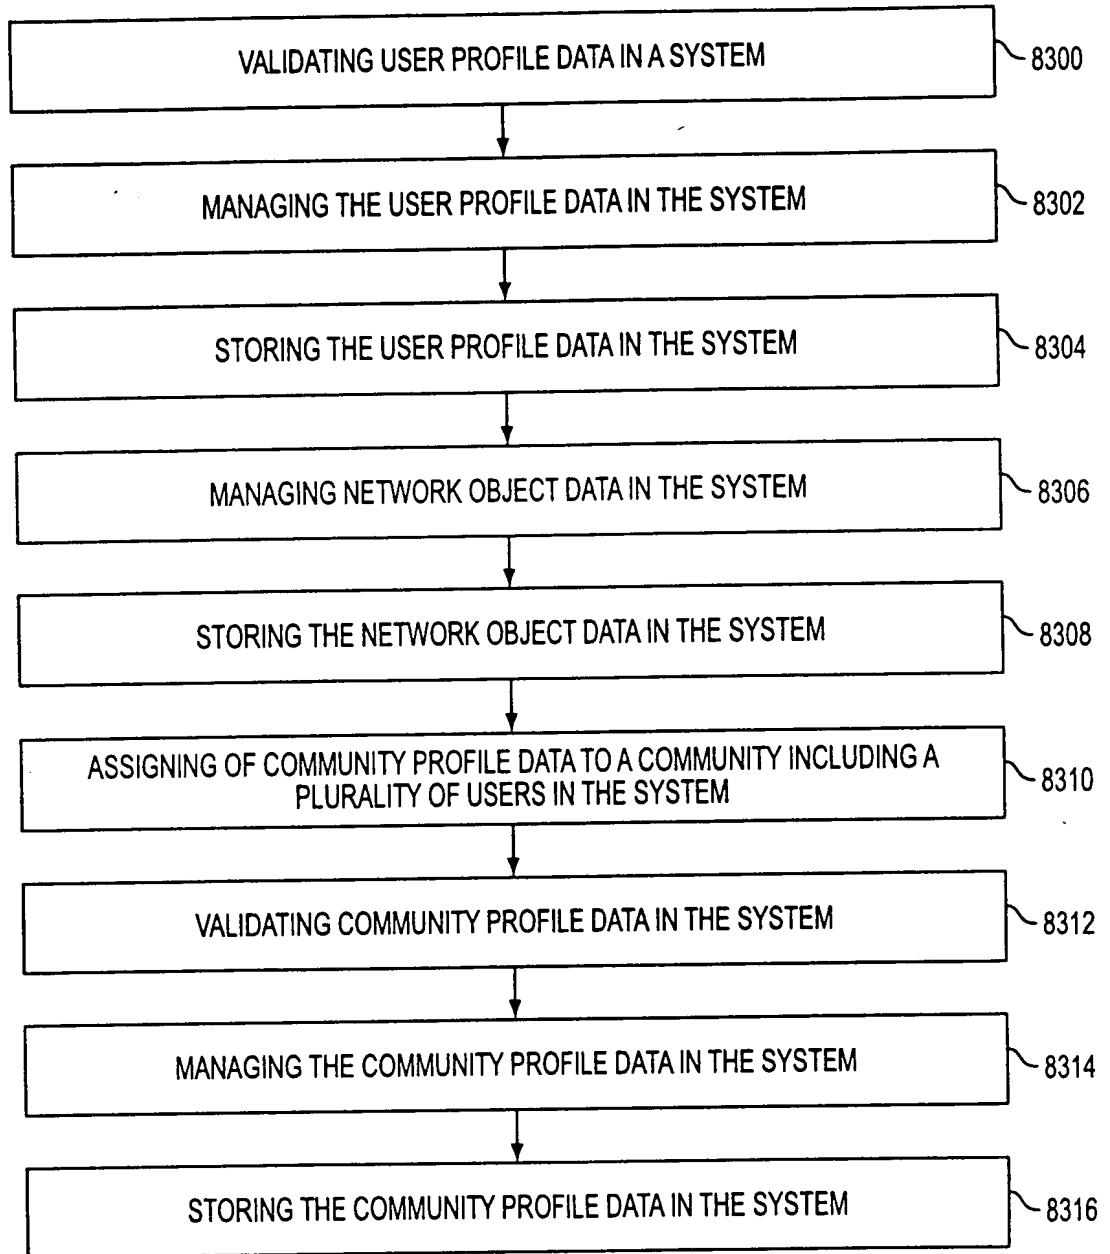 VALIDATING USER PROFILE DATA IN A SYSTEM
8300
MANAGING THE USER PROFILE DATA IN THE SYSTEM
8302
STORING THE USER PROFILE DATA IN THE SYSTEM
8304
MANAGING NETWORK OBJECT DATA IN THE SYSTEM
8306
STORING THE NETWORK OBJECT DATA IN THE SYSTEM
8308
ASSIGNING OF COMMUNITY PROFILE DATA TO A COMMUNITY INCLUDING A
PLURALITY OF USERS IN THE SYSTEM
8310
VALIDATING COMMUNITY PROFILE DATA IN THE SYSTEM
8312
MANAGING THE COMMUNITY PROFILE DATA IN THE SYSTEM
8314
STORING THE COMMUNITY PROFILE DATA IN THE SYSTEM
8316